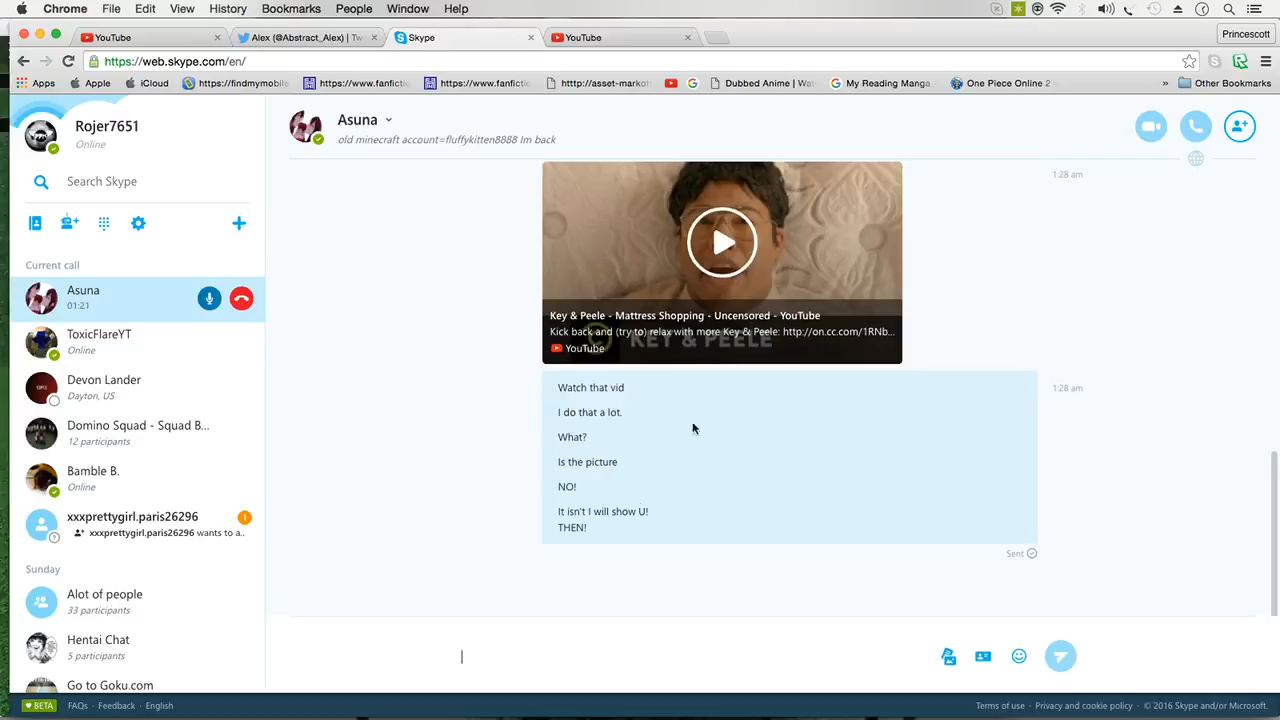 Chrome File Edit View History Bookmarks People Window Help
YouTube
Alex (@Abstract_Alex) | Tw
Skype
YouTube
Princescott
https://web.skype.com/en/
Apps Apple iCloud https://findmymobile https://www.fanfictic https://www.fanfictic htttp://asset-markot Dubbed Anime | Wat My Reading Manga One Piece Online 2 » Other Bookmarks
Rojer7651
Online
Search Skype
Current call
Asuna
01:21
ToxicFlareYT
Online
Devon Lander
Dayton, US
Domino Squad - Squad B...
12 participants
Bamble B.
Online
xxxprettygirl.paris26296
1
xxxprettygirl.paris26296 wants to a..
Sunday
Alot of people
33 participants
Hentai Chat
5 participants
Go to Goku.com
Asuna
old minecraft account=fluffykitten8888 Im back
1:28 am
Key & Peele - Mattress Shopping - Uncensored - YouTube
Kick back and (try to) relax with more Key & Peele: http://on.cc.com/1RNb...
KEY & PEELE
YouTube
Watch that vid
1:28 am
I do that a lot.
What?
Is the picture
NO!
It isn't I will show U!
THEN!
Sent
BETA FAQs Feedback English
Terms of use Privacy and cookie policy © 2016 Skype and/or Microsoft.